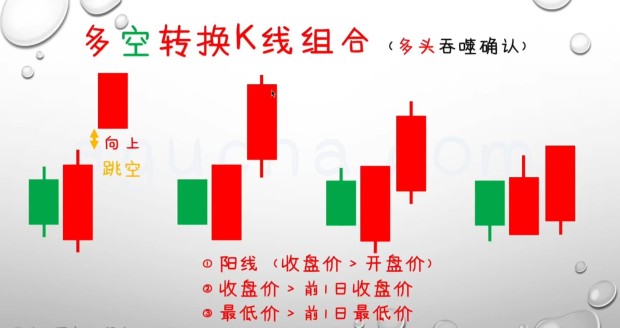 多空转换K线组合（多头吞噬确认）
向上
跳空
① 阳线（收盘价 > 开盘价）
② 收盘价 > 前1日收盘价
③ 最低价 > 前1日最低价